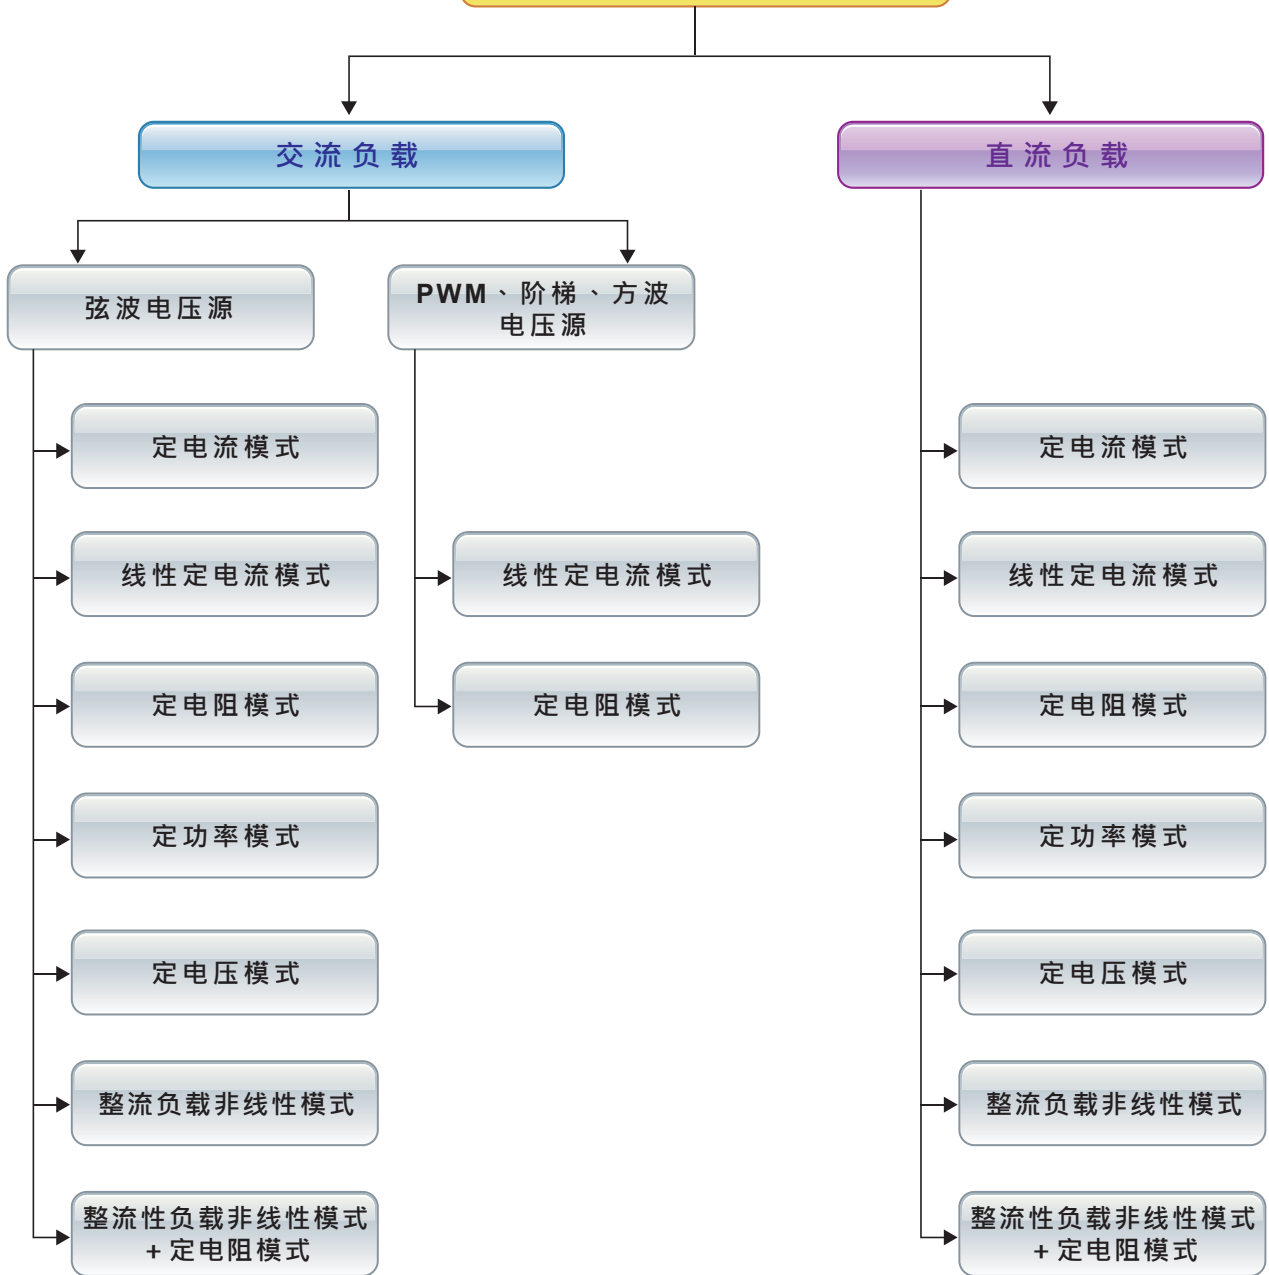 交流负载
直流负载
弦波电压源
PWM、阶梯、方波
电压源
定电流模式
定电流模式
线性定电流模式
线性定电流模式
线性定电流模式
定电阻模式
定电阻模式
定电阻模式
定功率模式
定功率模式
定电压模式
定电压模式
整流负载非线性模式
整流负载非线性模式
整流性负载非线性模式
+ 定电阻模式
整流性负载非线性模式
+ 定电阻模式